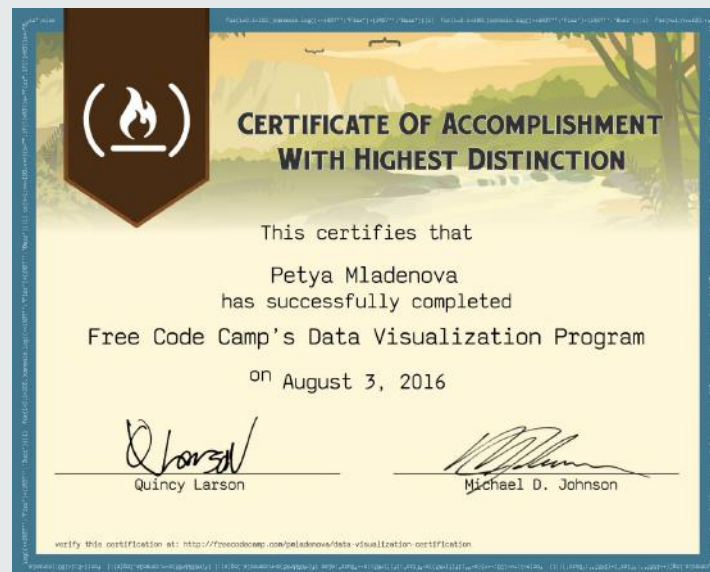 CERTIFICATE OF ACCOMPLISHMENT
WITH HIGHEST DISTINCTION
This certifies that
Petya Mladenova
has successfully completed
Free Code Camp's Data Visualization Program
on August 3, 2016
Quincy Larson
Michael D. Johnson
verify this certification at: http://freecodecamp.com/pmladenova/data-visualization-certification